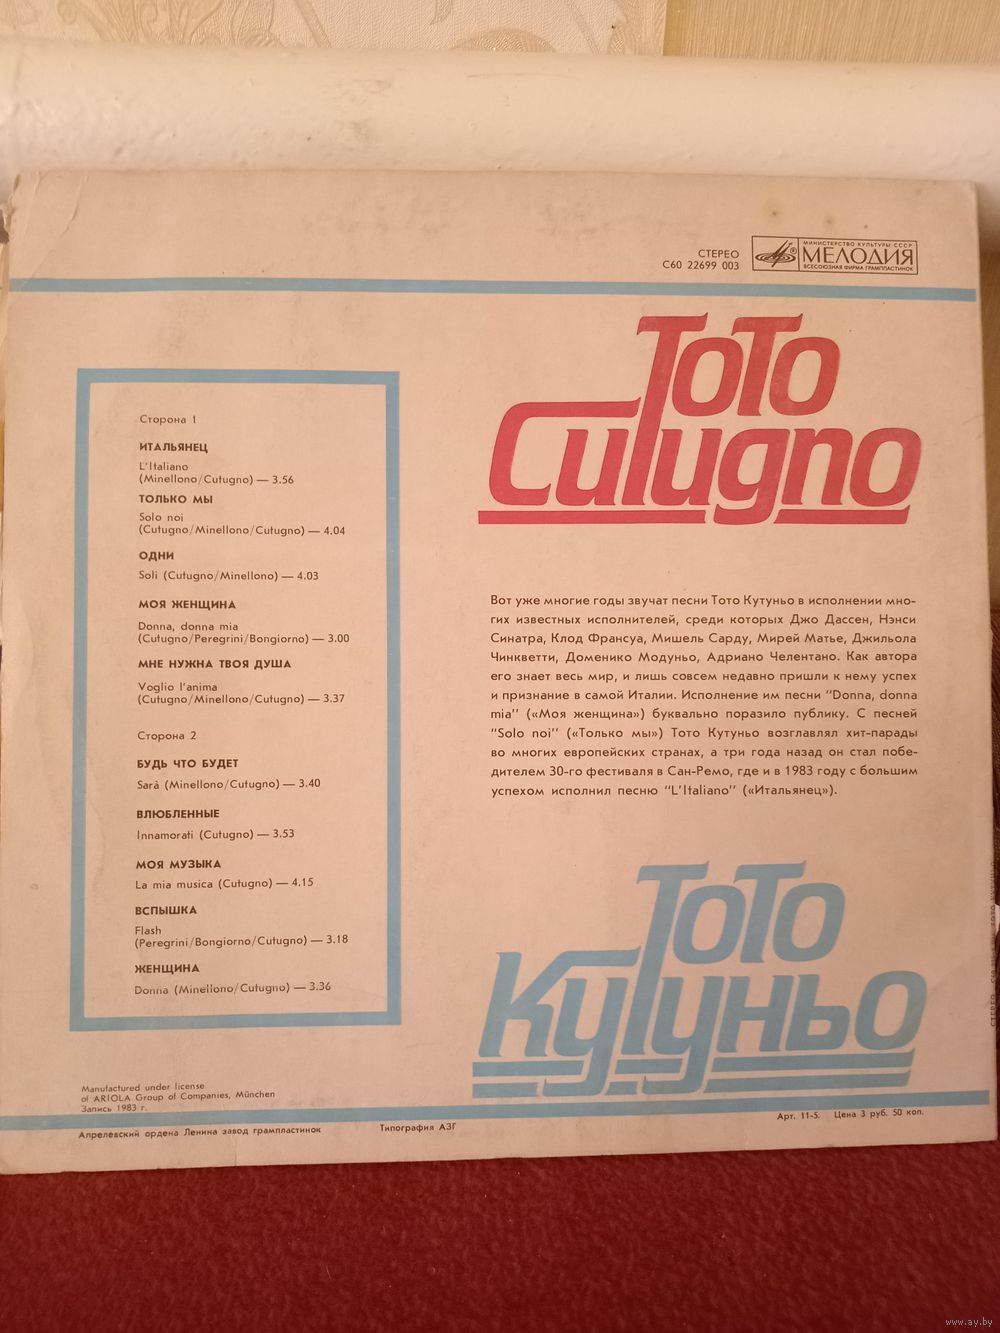 СТЕРЕО
С60 22699 003
МИНИСТЕРСТВО КУЛЬТУРЫ СССР
МЕЛОДИЯ
ВСЕСОЮЗНАЯ ФИРМА ГРАМПЛАСТИНОК
ToTo
Cutugno
Сторона 1
ИТАЛЬЯНЕЦ
L'Italiano
(Minellono/Cutugno) — 3.56
ТОЛЬКО МЫ
Solo noi
(Cutugno/Minellono/Cutugno) — 4.04
ОДНИ
Soli (Cutugno/Minellono) — 4.03
МОЯ ЖЕНЩИНА
Donna, donna mia
(Cutugno/Peregrini/Bongiorno) — 3.00
МНЕ НУЖНА ТВОЯ ДУША
Voglio l'anima
(Cutugno/Minellono/Cutugno) — 3.37
Сторона 2
БУДЬ ЧТО БУДЕТ
Sarà (Minellono/Cutugno) — 3.40
ВЛЮБЛЕННЫЕ
Innamorati (Cutugno) — 3.53
МОЯ МУЗЫКА
La mia musica (Cutugno) — 4.15
ВСПЫШКА
Flash
(Peregrini/Bongiorno/Cutugno) — 3.18
ЖЕНЩИНА
Donna (Minellono/Cutugno) — 3.36
Вот уже многие годы звучат песни Тото Кутуньо в исполнении мно-
гих известных исполнителей, среди которых Джо Дассен, Нэнси
Синатра, Клод Франсуа, Мишель Сарду, Мирей Матье, Джильола
Чинкветти, Доменико Модуньо, Адриано Челентано. Как автора
его знает весь мир, и лишь совсем недавно пришли к нему успех
и признание в самой Италии. Исполнение им песни "Donna, donna
mia" («Моя женщина») буквально поразило публику. С песней
"Solo noi" («Только мы») Тото Кутуньо возглавлял хит-парады
во многих европейских странах, а три года назад он стал побе-
дителем 30-го фестиваля в Сан-Ремо, где и в 1983 году с большим
успехом исполнил песню "L'Italiano" («Итальянец»).
ТоТо
Кутуньо
Manufactured under license
of ARIOLA Group of Companies, München
Запись 1983 г.
Апрелевский ордена Ленина завод грампластинок
Типография АЗГ
Арт. 11-5. Цена 3 руб. 50 коп.
www.ay.by